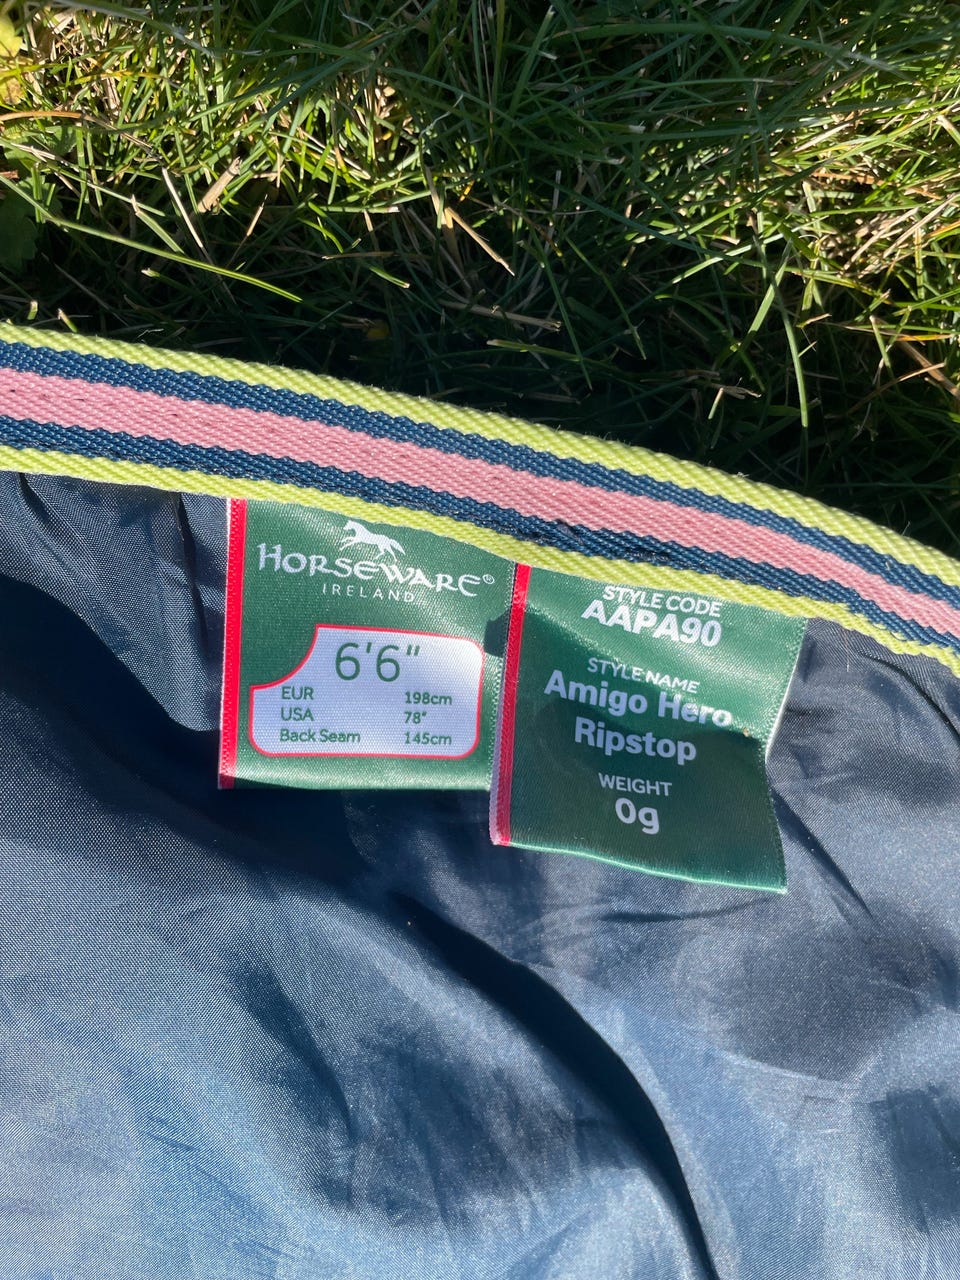 HORSEWARE®
IRELAND
6'6"
EUR 198cm
USA 78"
Back Seam 145cm
STYLE CODE
AAPA90
STYLE NAME
Amigo Hero
Ripstop
WEIGHT
0g